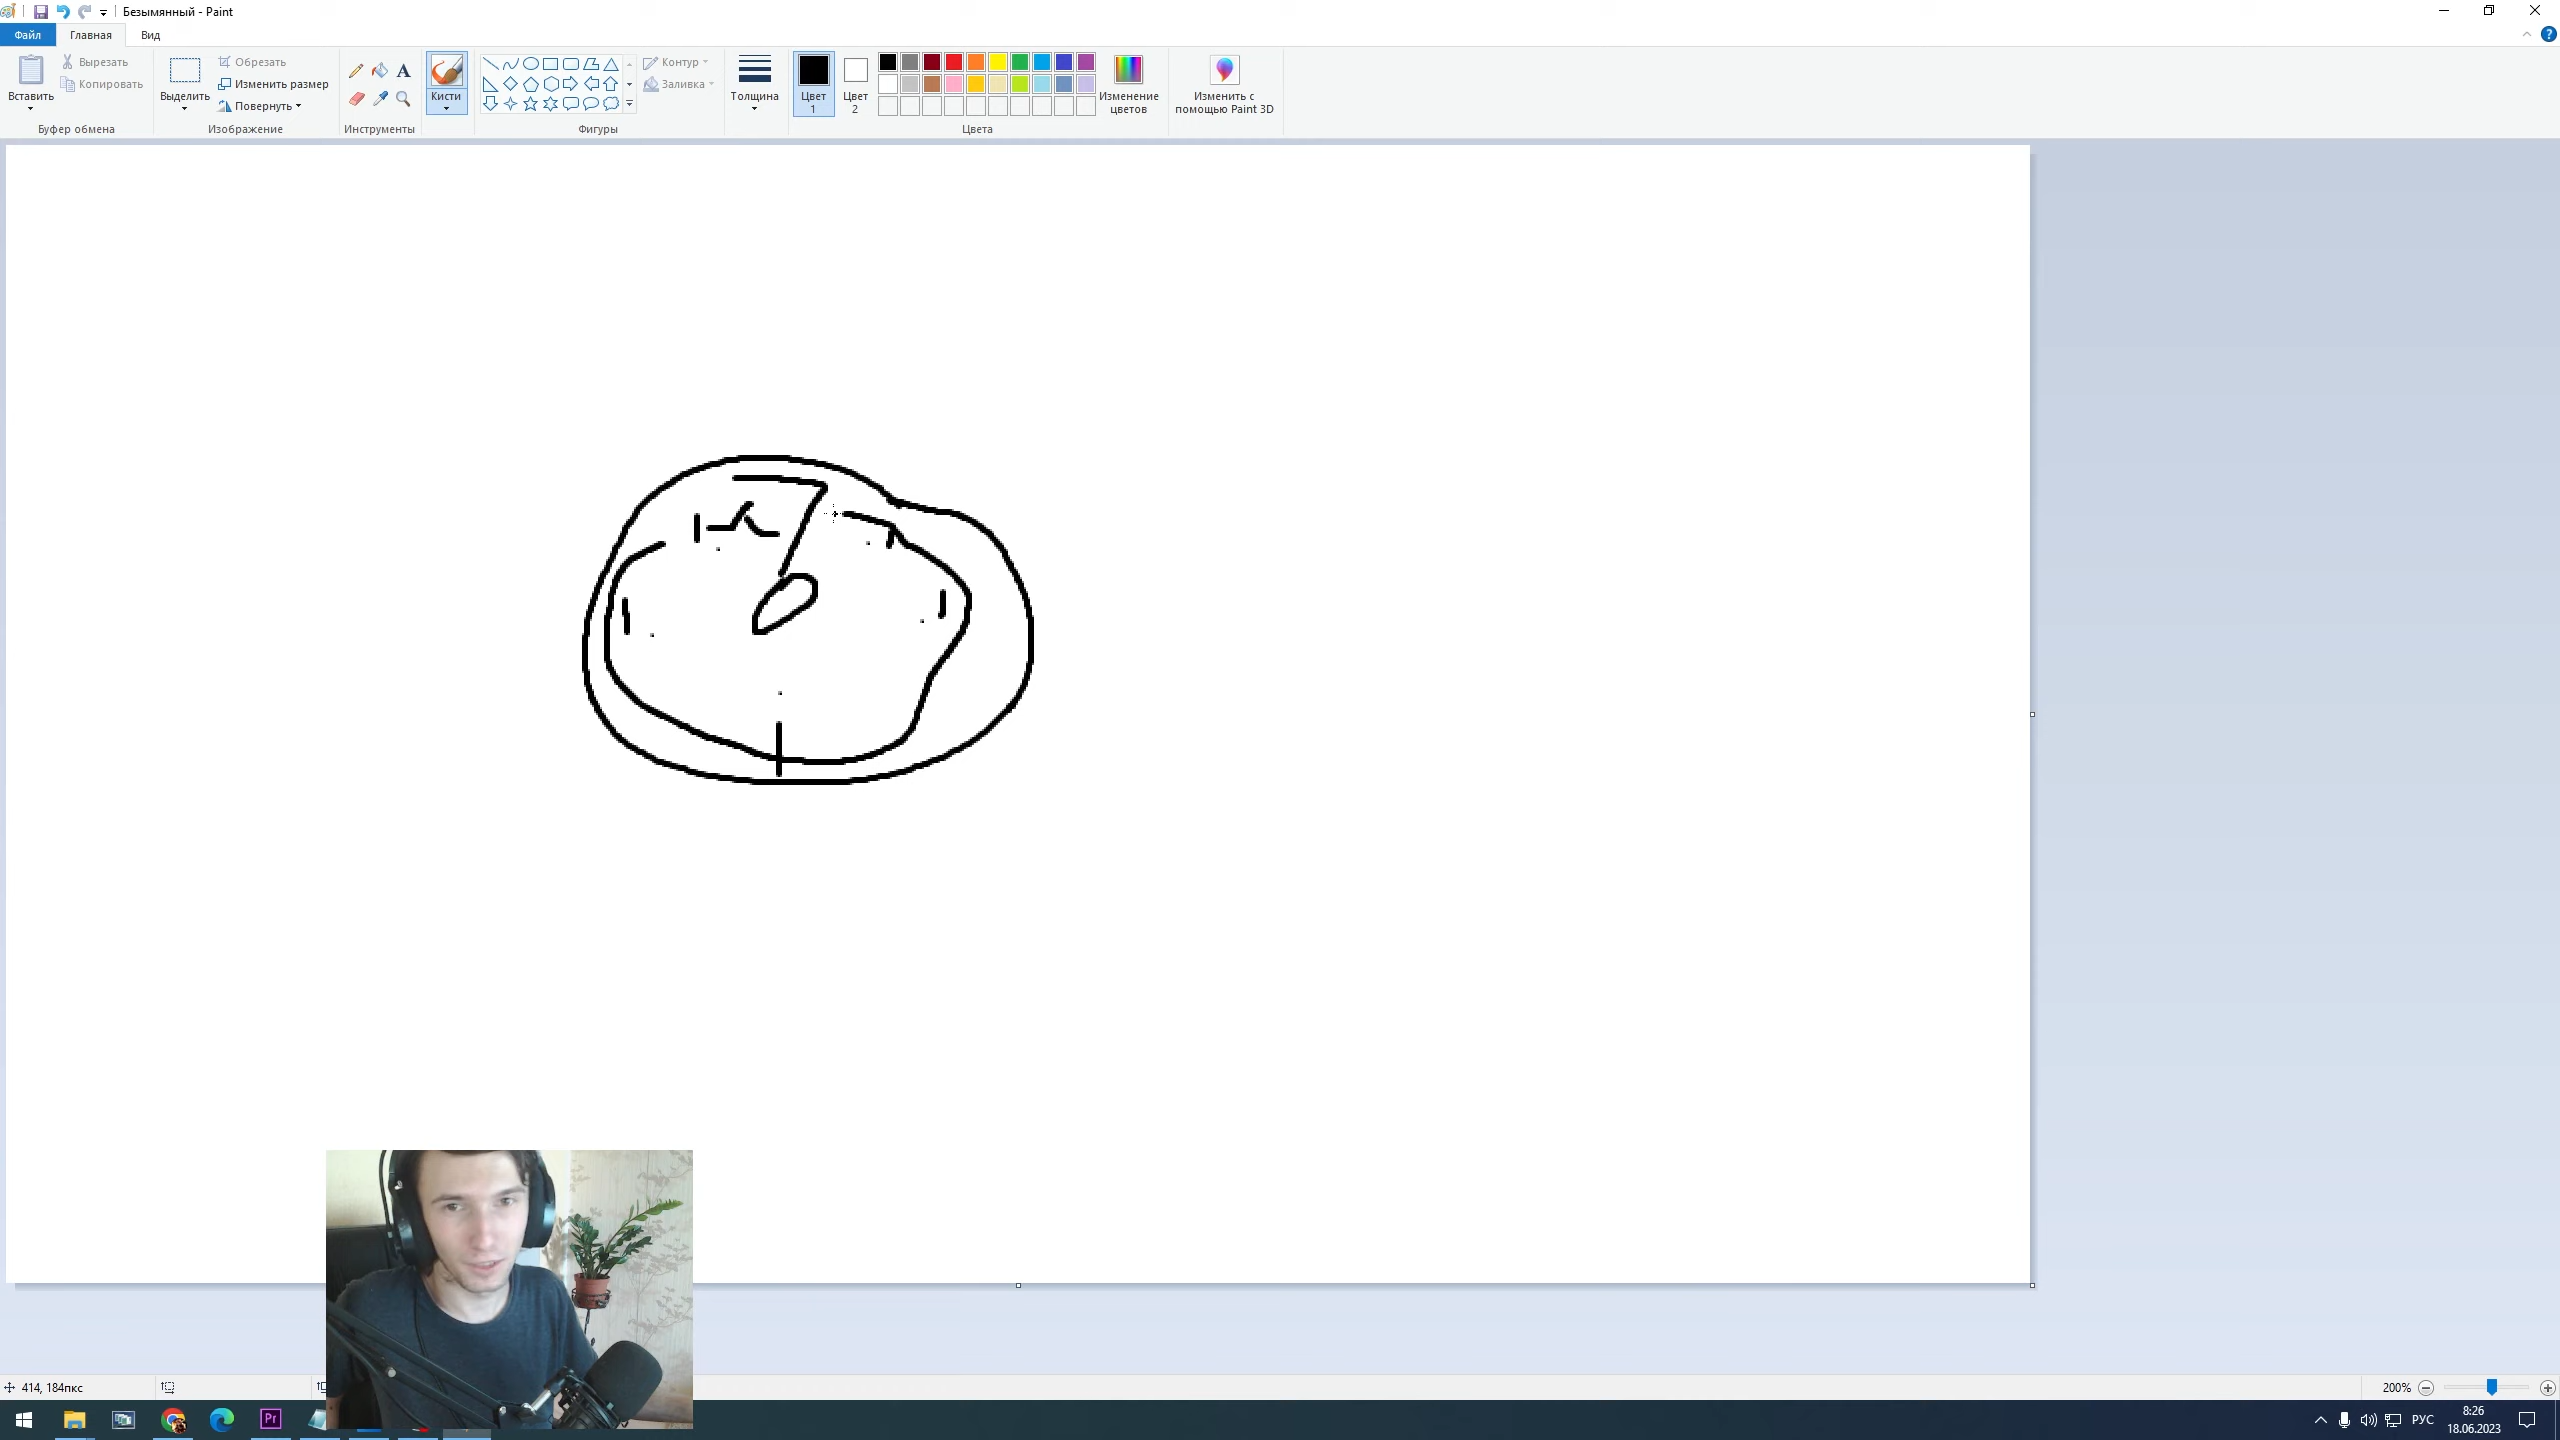 Безымянный - Paint
Файл Главная Вид
Вставить
Вырезать
Копировать
Буфер обмена
Выделить
Обрезать
Изменить размер
Повернуть
Изображение
A
Инструменты
Кисти
Контур
Заливка
Фигуры
Толщина
Цвет 1
Цвет 2
Изменение цветов
Цвета
Изменить с помощью Paint 3D
414, 184пкс
200%
Pr
РУС
8:26
18.06.2023